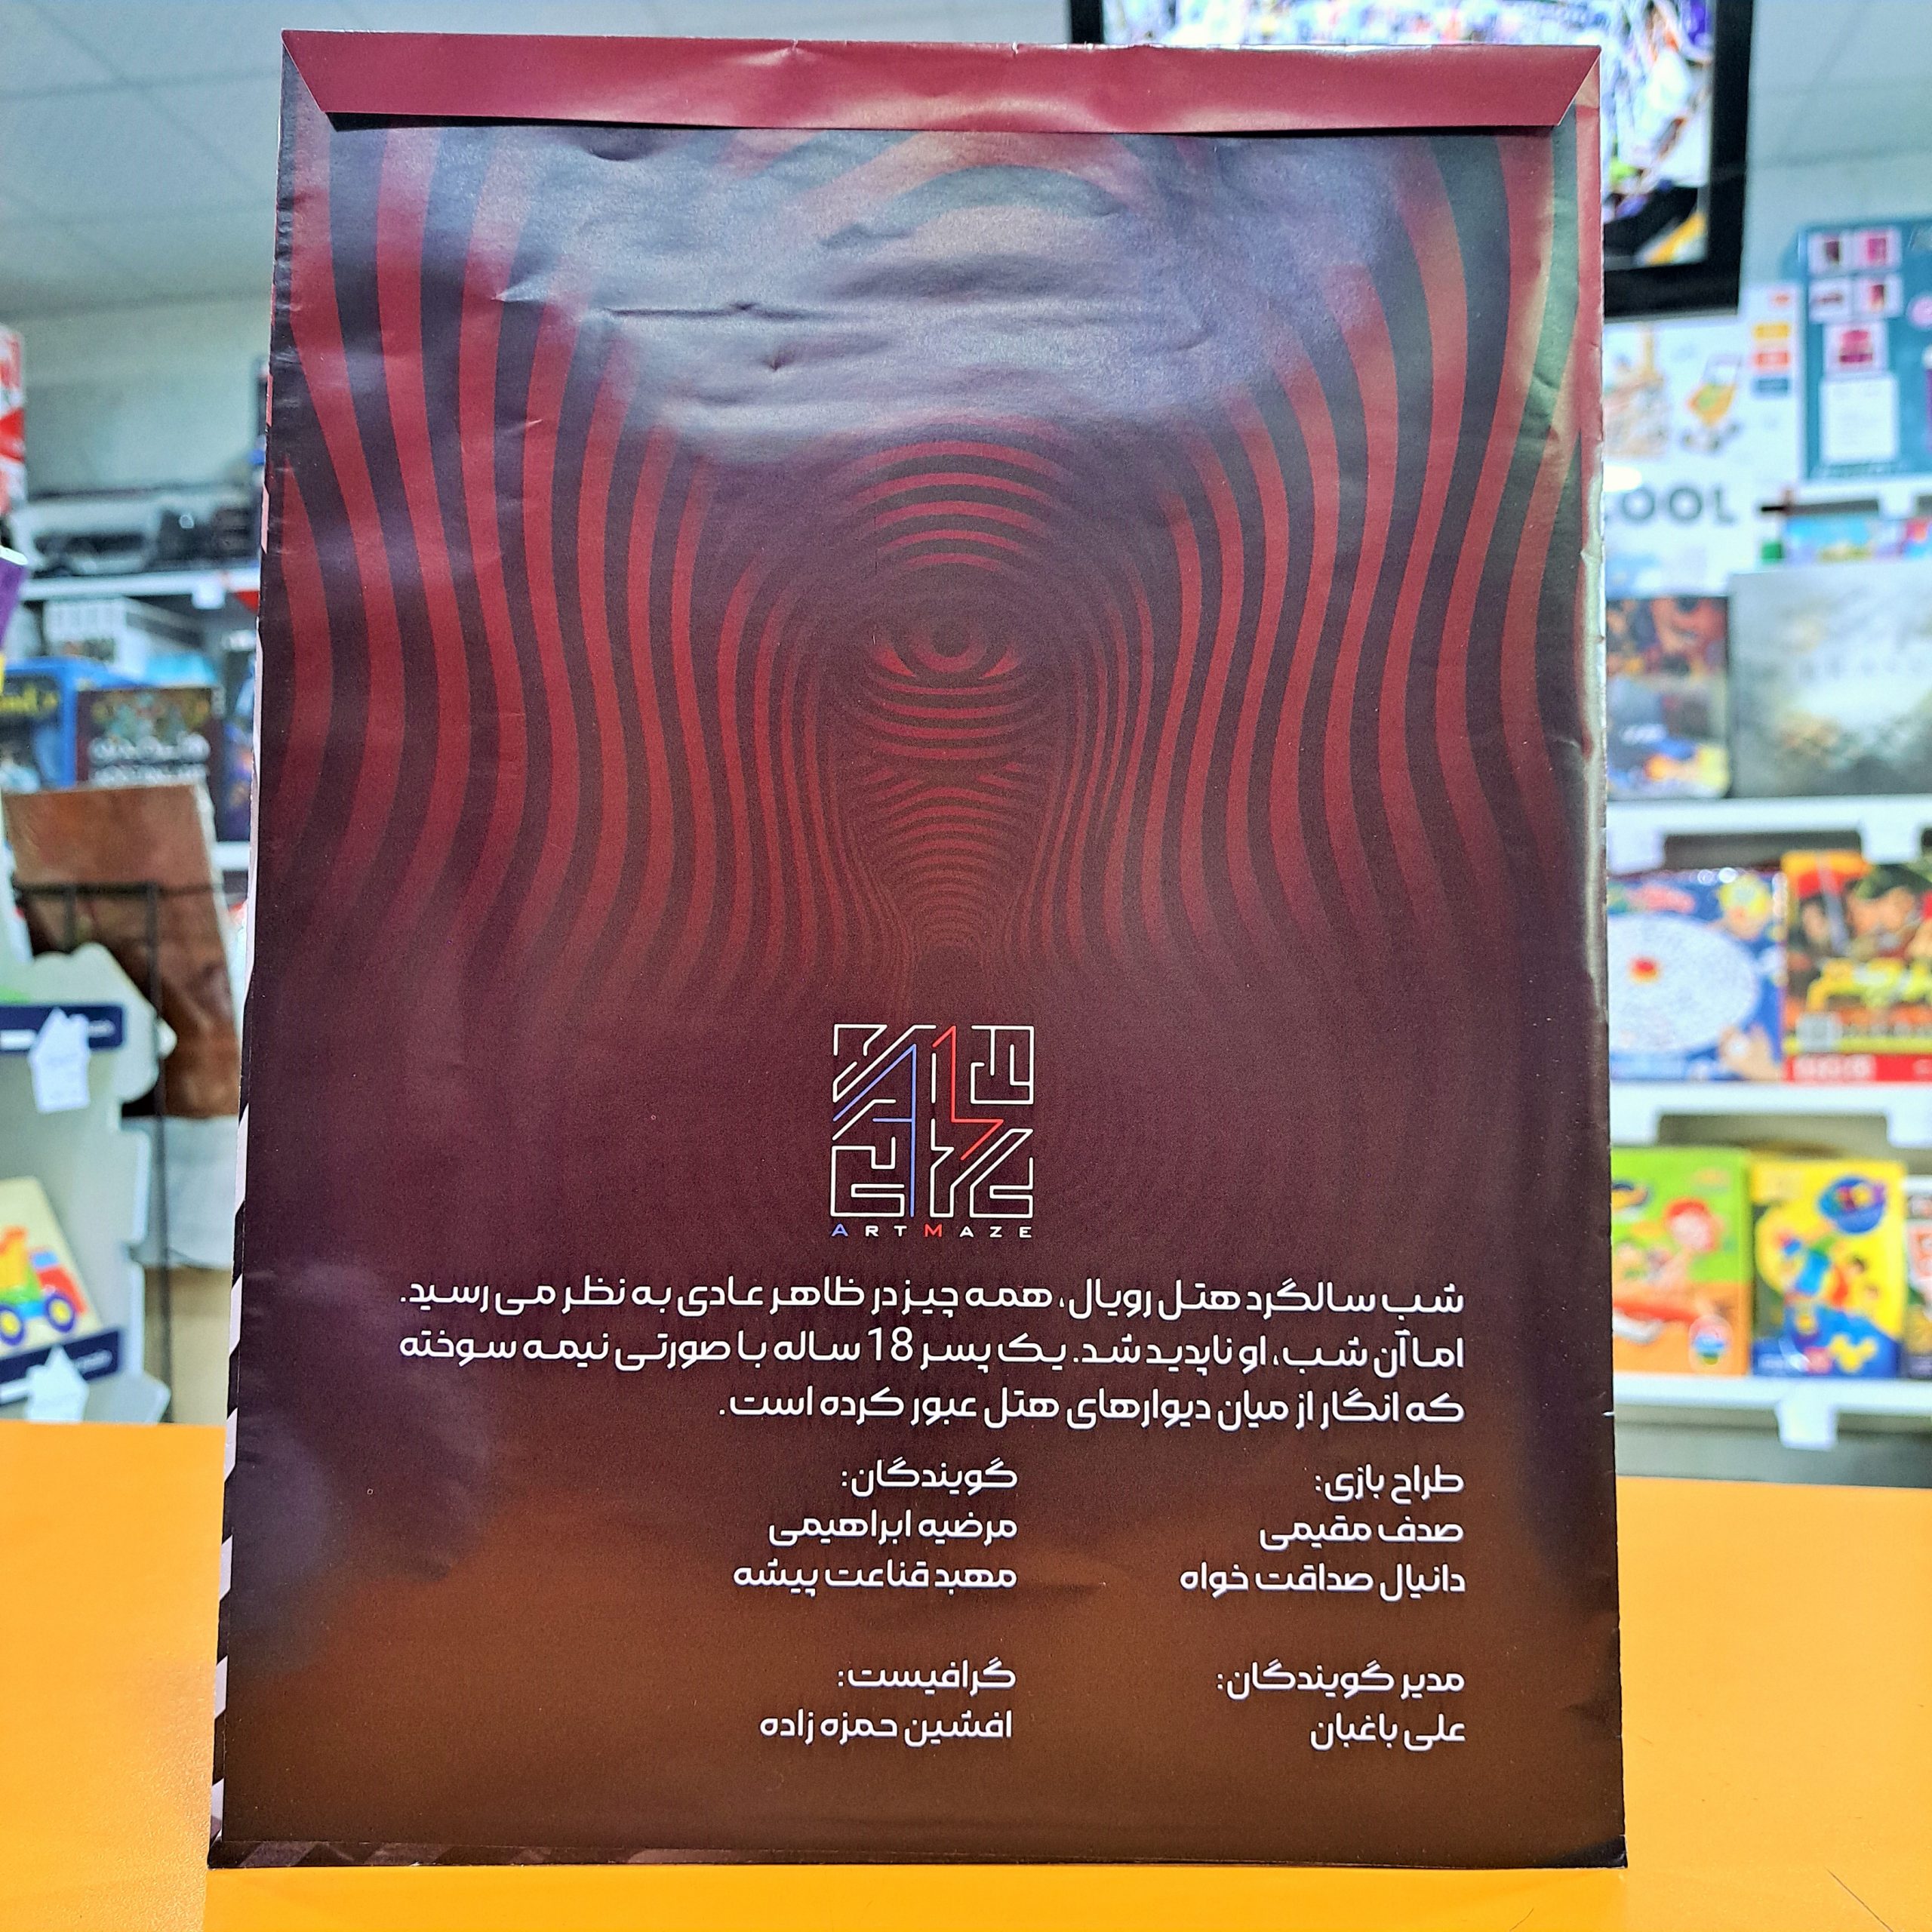 OOL
ARTMAZE
شب سالگرد هتل رویال، همه چیز در ظاهر عادی به نظر می رسید.
اما آن شب، او ناپدید شد. یک پسر 18 ساله با صورتی نیمه سوخته
که انگار از میان دیوارهای هتل عبور کرده است.
طراح بازی:
صدف مقیمی
دانیال صداقت خواه
گویندگان:
مرضیه ابراهیمی
مهبد قناعت پیشه
مدیر گویندگان:
علی باغبان
گرافیست:
افشین حمزه زاده